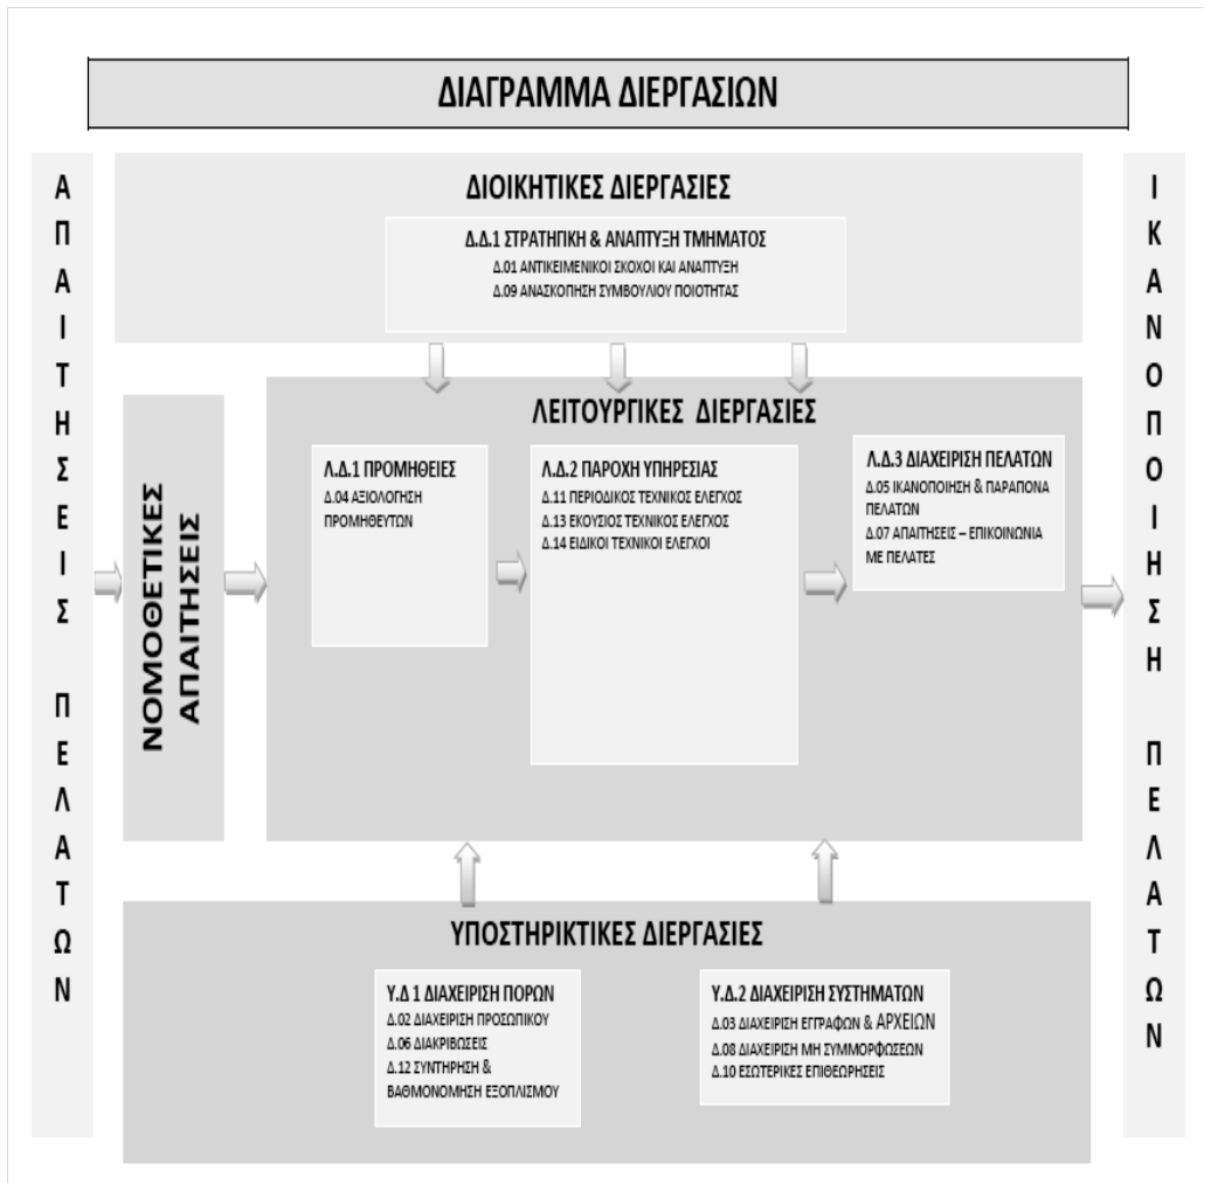 ΔΙΑΓΡΑΜΜΑ ΔΙΕΡΓΑΣΙΩΝ
ΑΠΑΙΤΗΣΕΙΣ ΠΕΛΑΤΩΝ
ΔΙΟΙΚΗΤΙΚΕΣ ΔΙΕΡΓΑΣΙΕΣ
Δ.Δ.1 ΣΤΡΑΤΗΓΙΚΗ & ΑΝΑΠΤΥΞΗ ΤΜΗΜΑΤΟΣ
Δ.01 ΑΝΤΙΚΕΙΜΕΝΙΚΟΙ ΣΚΟΧΟΙ ΚΑΙ ΑΝΑΠΤΥΞΗ
Δ.09 ΑΝΑΣΚΟΠΗΣΗ ΣΥΜΒΟΥΛΙΟΥ ΠΟΙΟΤΗΤΑΣ
ΝΟΜΟΘΕΤΙΚΕΣ
ΑΠΑΙΤΗΣΕΙΣ
ΛΕΙΤΟΥΡΓΙΚΕΣ ΔΙΕΡΓΑΣΙΕΣ
Λ.Δ.1 ΠΡΟΜΗΘΕΙΕΣ
Δ.04 ΑΞΙΟΛΟΓΗΣΗ
ΠΡΟΜΗΘΕΥΤΩΝ
Λ.Δ.2 ΠΑΡΟΧΗ ΥΠΗΡΕΣΙΑΣ
Δ.11 ΠΕΡΙΟΔΙΚΟΣ ΤΕΧΝΙΚΟΣ ΕΛΕΓΧΟΣ
Δ.13 ΕΚΟΥΣΙΟΣ ΤΕΧΝΙΚΟΣ ΕΛΕΓΧΟΣ
Δ.14 ΕΙΔΙΚΟΙ ΤΕΧΝΙΚΟΙ ΕΛΕΓΧΟΙ
Λ.Δ.3 ΔΙΑΧΕΙΡΙΣΗ ΠΕΛΑΤΩΝ
Δ.05 ΙΚΑΝΟΠΟΙΗΣΗ & ΠΑΡΑΠΟΝΑ
ΠΕΛΑΤΩΝ
Δ.07 ΑΠΑΙΤΗΣΕΙΣ – ΕΠΙΚΟΙΝΩΝΙΑ
ΜΕ ΠΕΛΑΤΕΣ
ΥΠΟΣΤΗΡΙΚΤΙΚΕΣ ΔΙΕΡΓΑΣΙΕΣ
Υ.Δ 1 ΔΙΑΧΕΙΡΙΣΗ ΠΟΡΩΝ
Δ.02 ΔΙΑΧΕΙΡΙΣΗ ΠΡΟΣΩΠΙΚΟΥ
Δ.06 ΔΙΑΚΡΙΒΩΣΕΙΣ
Δ.12 ΣΥΝΤΗΡΗΣΗ &
ΒΑΘΜΟΝΟΜΗΣΗ ΕΞΟΠΛΙΣΜΟΥ
Υ.Δ.2 ΔΙΑΧΕΙΡΙΣΗ ΣΥΣΤΗΜΑΤΩΝ
Δ.03 ΔΙΑΧΕΙΡΙΣΗ ΕΓΓΡΑΦΩΝ & ΑΡΧΕΙΩΝ
Δ.08 ΔΙΑΧΕΙΡΙΣΗ ΜΗ ΣΥΜΜΟΡΦΩΣΕΩΝ
Δ.10 ΕΣΩΤΕΡΙΚΕΣ ΕΠΙΘΕΩΡΗΣΕΙΣ
ΙΚΑΝΟΠΟΙΗΣΗ ΠΕΛΑΤΩΝ